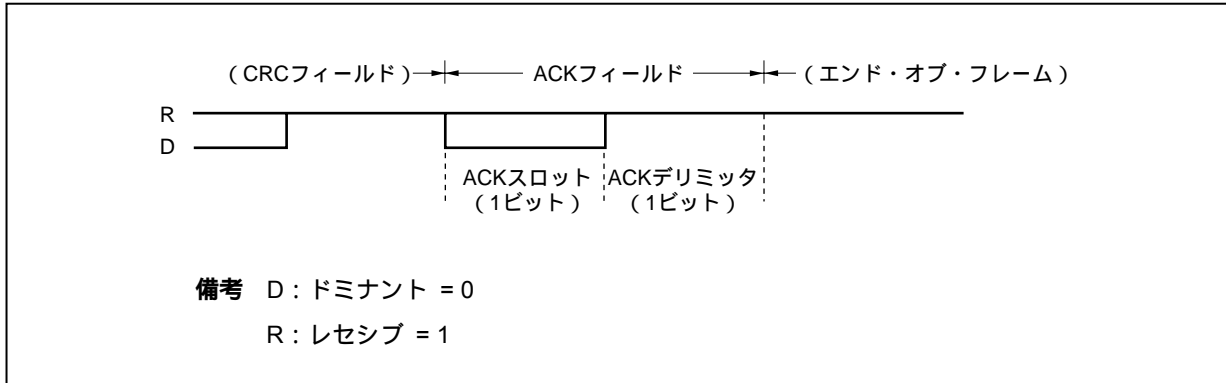 （CRCフィールド） ACKフィールド （エンド・オブ・フレーム）
R
D
ACKスロット ACKデリミッタ
（1ビット） （1ビット）
備考 D：ドミナント = 0
R：レセシブ = 1